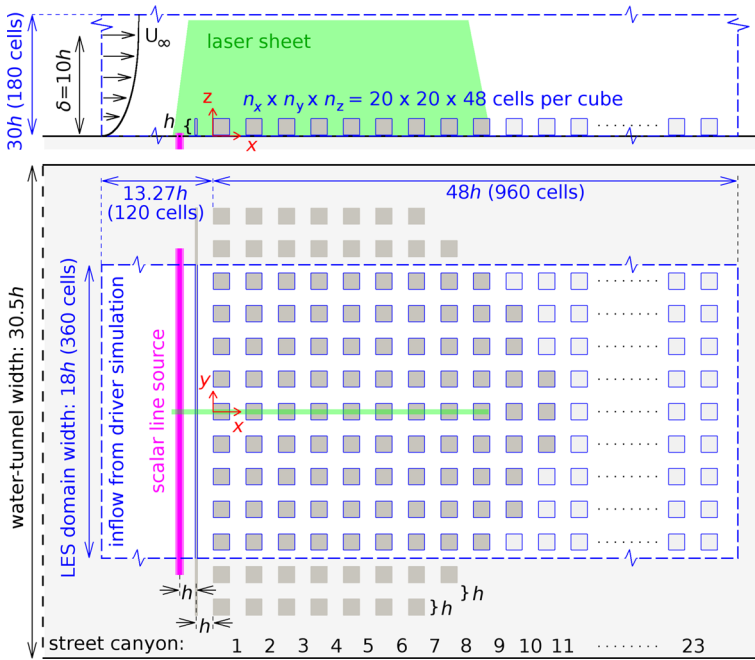 30h (180 cells)
δ=10h
U∞
laser sheet
nx x ny x nz = 20 x 20 x 48 cells per cube
h {
z
x
13.27h
(120 cells)
48h (960 cells)
water-tunnel width: 30.5h
LES domain width: 18h (360 cells)
inflow from driver simulation
scalar line source
y
x
h
h
} h
} h
street canyon: 1 2 3 4 5 6 7 8 9 10 11 ········ 23